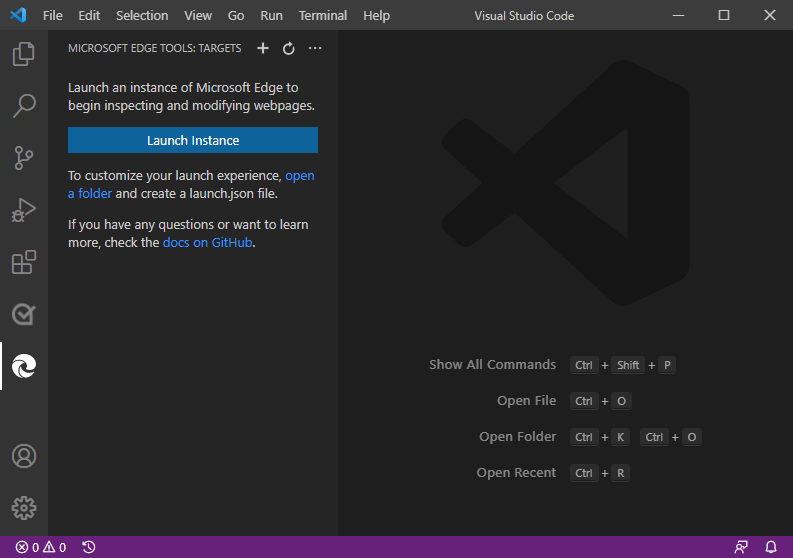 File Edit Selection View Go Run Terminal Help Visual Studio Code
MICROSOFT EDGE TOOLS: TARGETS
Launch an instance of Microsoft Edge to
begin inspecting and modifying webpages.
Launch Instance
To customize your launch experience, open
a folder and create a launch.json file.
If you have any questions or want to learn
more, check the docs on GitHub.
Show All Commands Ctrl + Shift + P
Open File Ctrl + O
Open Folder Ctrl + K Ctrl + O
Open Recent Ctrl + R
0 0